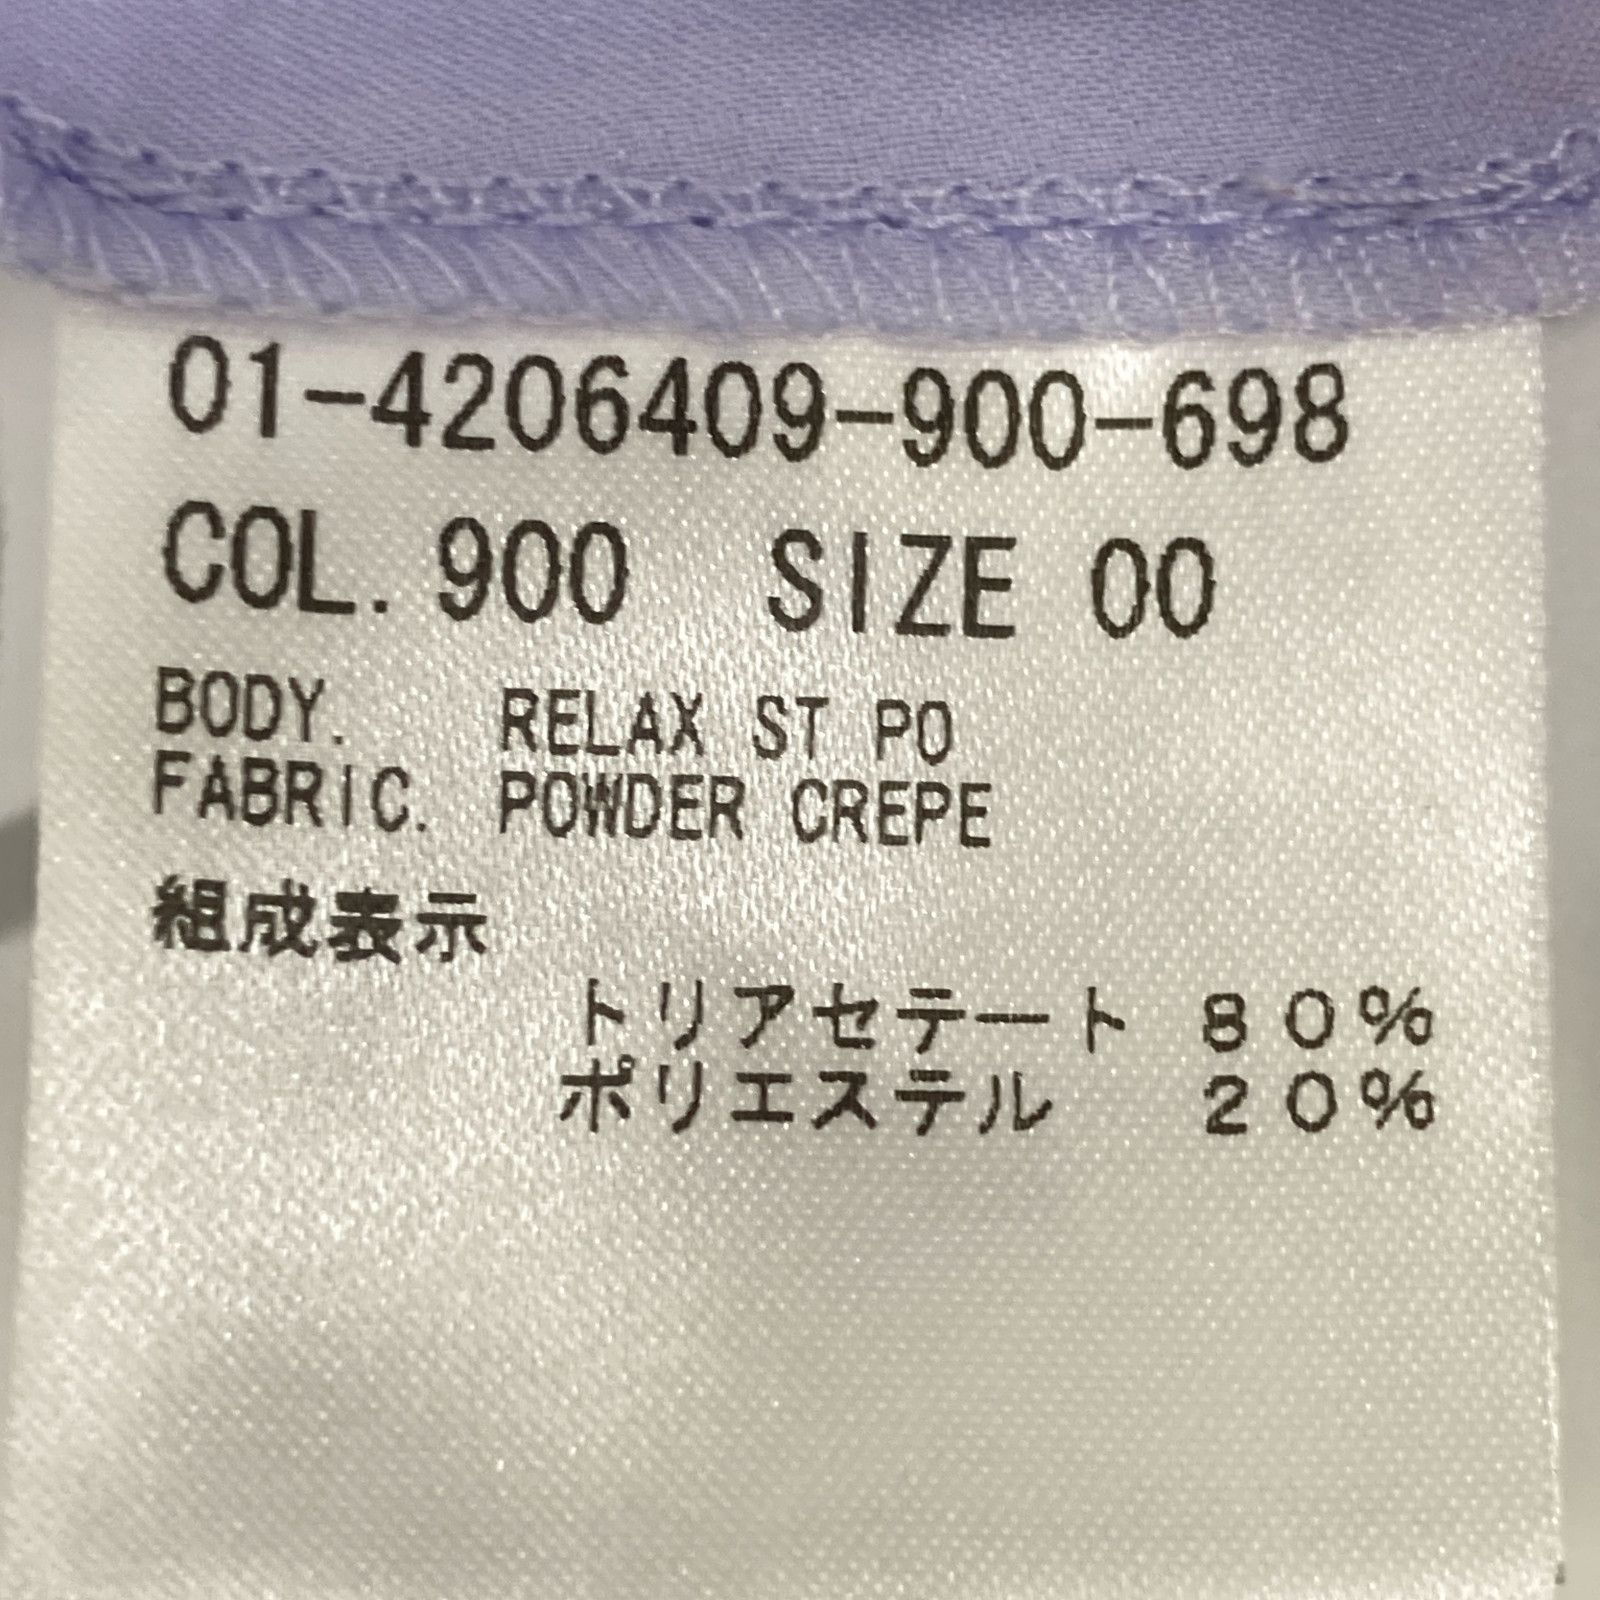 01-4206409-900-698
COL. 900 SIZE 00
BODY. RELAX ST PO
FABRIC. POWDER CREPE
組成表示
トリアセテート 80%
ポリエステル 20%